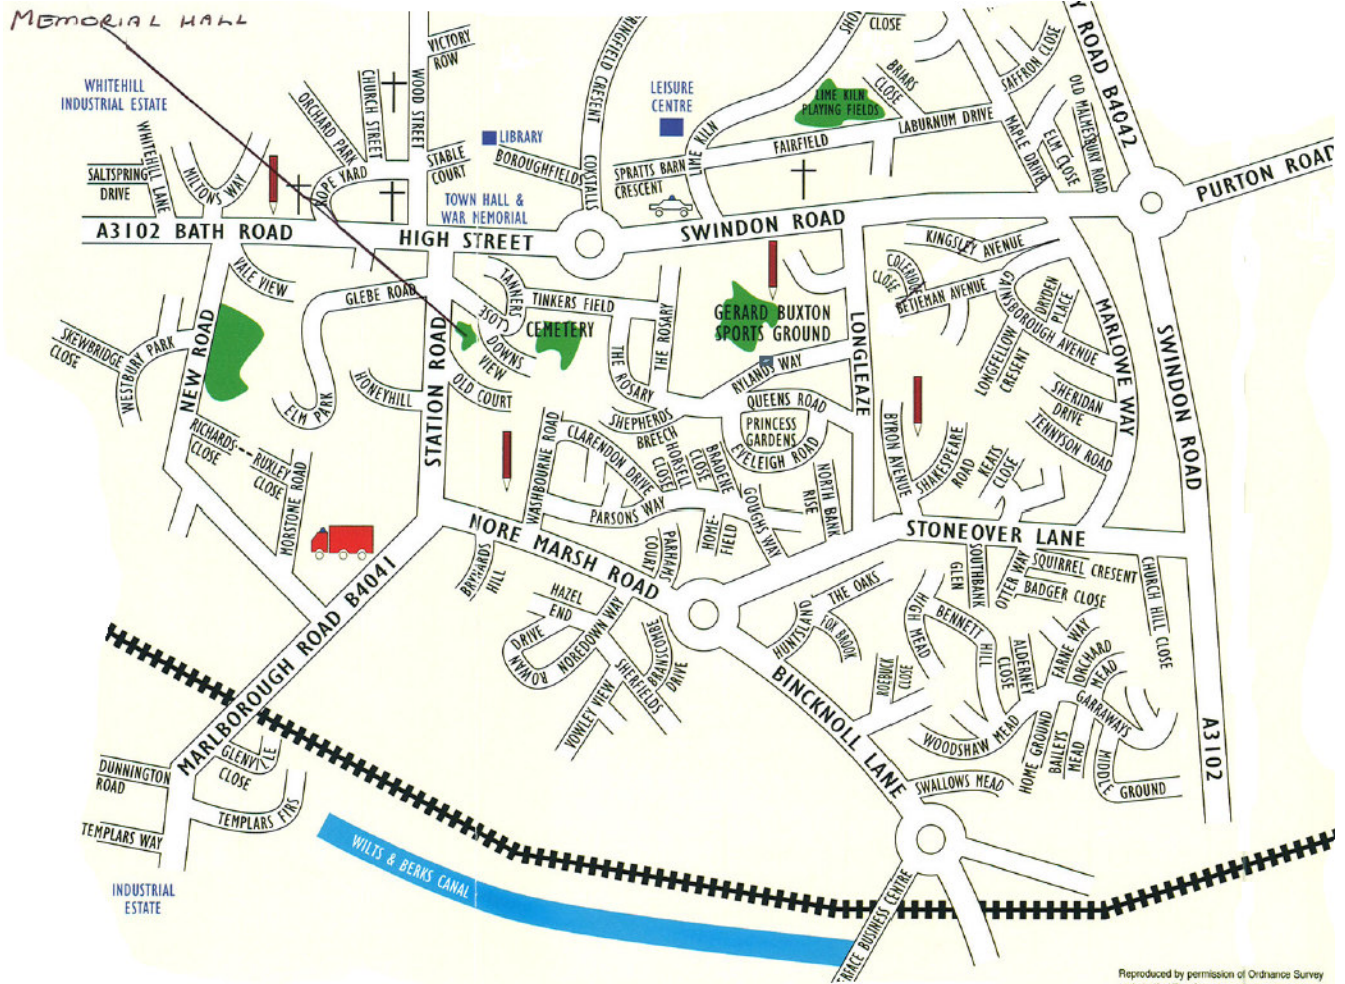 MEMORIAL HALL
WHITEHILL
INDUSTRIAL ESTATE
VICTORY
ROW
WOOD STREET
CHURCH STREET
ORCHARD PARK
ROPE YARD
STABLE
COURT
LIBRARY
BOROUGHFIELDS
COXSTALLS
LEISURE
CENTRE
SPRATTS BARN
CRESCENT
LIME KILN
LIME KILN
PLAYING FIELDS
FAIRFIELD
LABURNUM DRIVE
BRIARS
CLOSE
CLOSE
SAFFRON CLOSE
MAPLE DRIVE
ELM CLOSE
OLD MALMESBURY ROAD
Y ROAD B4042
PURTON ROAD
WHITEHILL LANE
SALTSPRING
DRIVE
MILTONS WAY
TOWN HALL &
WAR MEMORIAL
A3102 BATH ROAD
HIGH STREET
SWINDON ROAD
KINGSLEY AVENUE
COLERIDGE
CLOSE
BETJEMAN AVENUE
GAINSBOROUGH AVENUE
DRYDEN
PLACE
LONGFELLOW
CRESENT
MARLOWE WAY
SWINDON ROAD
VALE VIEW
GLEBE ROAD
TANNERS
CLOSE
TINKERS FIELD
CEMETERY
DOWNS
VIEW
OLD COURT
THE ROSARY
THE ROSARY
GERARD BUXTON
SPORTS GROUND
RYLANDS WAY
LONGLEAZE
QUEENS ROAD
PRINCESS
GARDENS
EYELEIGH ROAD
SKEWBRIDGE
CLOSE
WESTBURY PARK
NEW ROAD
ELM PARK
HONEYHILL
STATION ROAD
RICHARDS
CLOSE
RUXLEY
CLOSE
MORSTONE ROAD
WASHBOURNE ROAD
CLARENDON DRIVE
SHEPHERDS
BREECH
HORSELL
CLOSE
BRADENE
CLOSE
PARSONS WAY
HOME-
FIELD
GOUGHS WAY
NORTH BANK
RISE
BYRON AVENUE
SHAKESPEARE
ROAD
KEATS
CLOSE
SHERIDAN
DRIVE
TENNYSON ROAD
STONEOVER LANE
NORE MARSH ROAD
BRYNARDS
HILL
PARHAMS
COURT
HAZEL
END
NOREDOWN WAY
ROWAN
DRIVE
BRANSCOMBE
DRIVE
SHERFIELDS
VOWLEY VIEW
MARLBOROUGH ROAD B4041
HUNTSLAND
THE OAKS
FOX BROOK
ROEBUCK
CLOSE
HIGH MEAD
BENNETT
HILL
SOUTHBANK
GLEN
OTTER WAY
SQUIRREL CRESENT
BADGER CLOSE
CHURCH HILL CLOSE
ALDERNEY
CLOSE
FARNE WAY
ORCHARD
MEAD
GARRAWAYS
WOODSHAW MEAD
HOME GROUND
BAILEYS
MEAD
MIDDLE
GROUND
SWALLOWS MEAD
BINCKNOLL LANE
A3102
DUNNINGTON
ROAD
GLENVILLE
CLOSE
TEMPLARS FIRS
TEMPLARS WAY
INDUSTRIAL
ESTATE
WILTS & BERKS CANAL
RFACE BUSINESS CENTRE
Reproduced by permission of Ordnance Survey